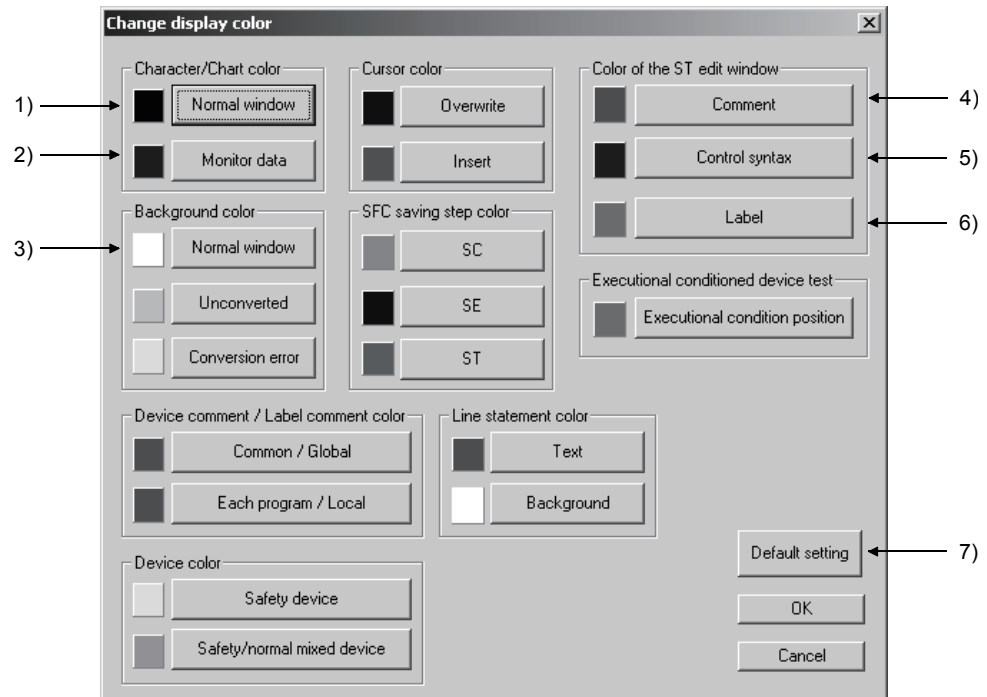 Change display color
Character/Chart color
1) Normal window
2) Monitor data
Cursor color
Overwrite
Insert
Color of the ST edit window
Comment 4)
Control syntax 5)
Label 6)
Background color
3) Normal window
Unconverted
Conversion error
SFC saving step color
SC
SE
ST
Executional conditioned device test
Executional condition position
Device comment / Label comment color
Common / Global
Each program / Local
Line statement color
Text
Background
Device color
Safety device
Safety/normal mixed device
Default setting 7)
OK
Cancel